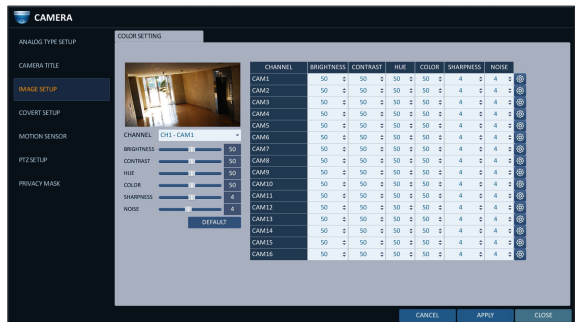 CAMERA
ANALOG TYPE SETUP
CAMERA TITLE
IMAGE SETUP
COVERT SETUP
MOTION SENSOR
PTZ SETUP
PRIVACY MASK
COLOR SETTING
CHANNEL CH1 - CAM1
BRIGHTNESS 50
CONTRAST 50
HUE 50
COLOR 50
SHARPNESS 4
NOISE 4
DEFAULT
CHANNEL BRIGHTNESS CONTRAST HUE COLOR SHARPNESS NOISE
CAM1 50 50 50 50 4 4
CAM2 50 50 50 50 4 4
CAM3 50 50 50 50 4 4
CAM4 50 50 50 50 4 4
CAM5 50 50 50 50 4 4
CAM6 50 50 50 50 4 4
CAM7 50 50 50 50 4 4
CAM8 50 50 50 50 4 4
CAM9 50 50 50 50 4 4
CAM10 50 50 50 50 4 4
CAM11 50 50 50 50 4 4
CAM12 50 50 50 50 4 4
CAM13 50 50 50 50 4 4
CAM14 50 50 50 50 4 4
CAM15 50 50 50 50 4 4
CAM16 50 50 50 50 4 4
CANCEL APPLY CLOSE